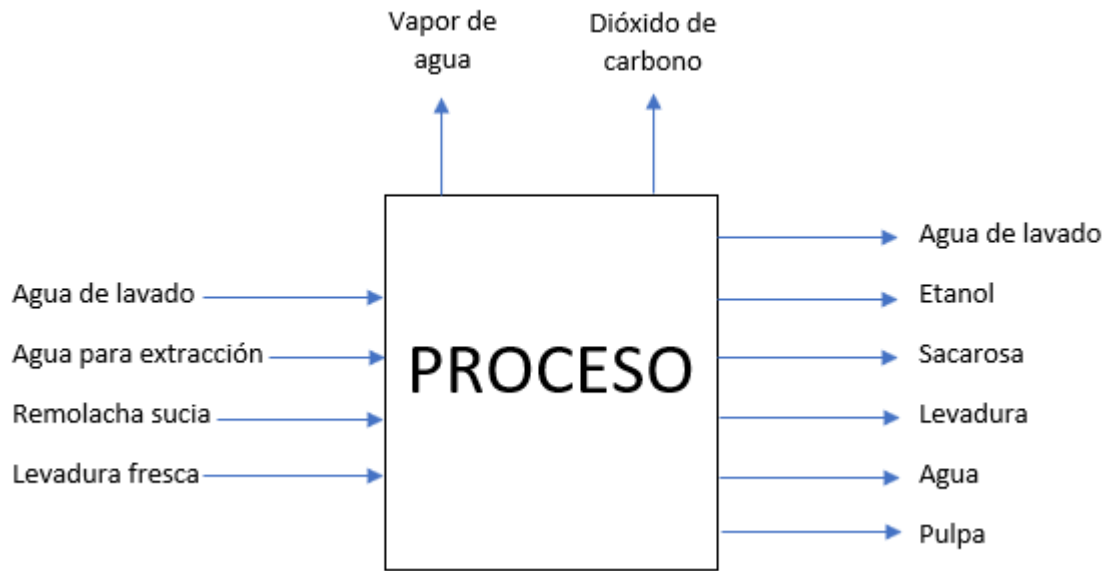 Vapor de
agua
Dióxido de
carbono
Agua de lavado
Agua para extracción
Remolacha sucia
Levadura fresca
PROCESO
Agua de lavado
Etanol
Sacarosa
Levadura
Agua
Pulpa